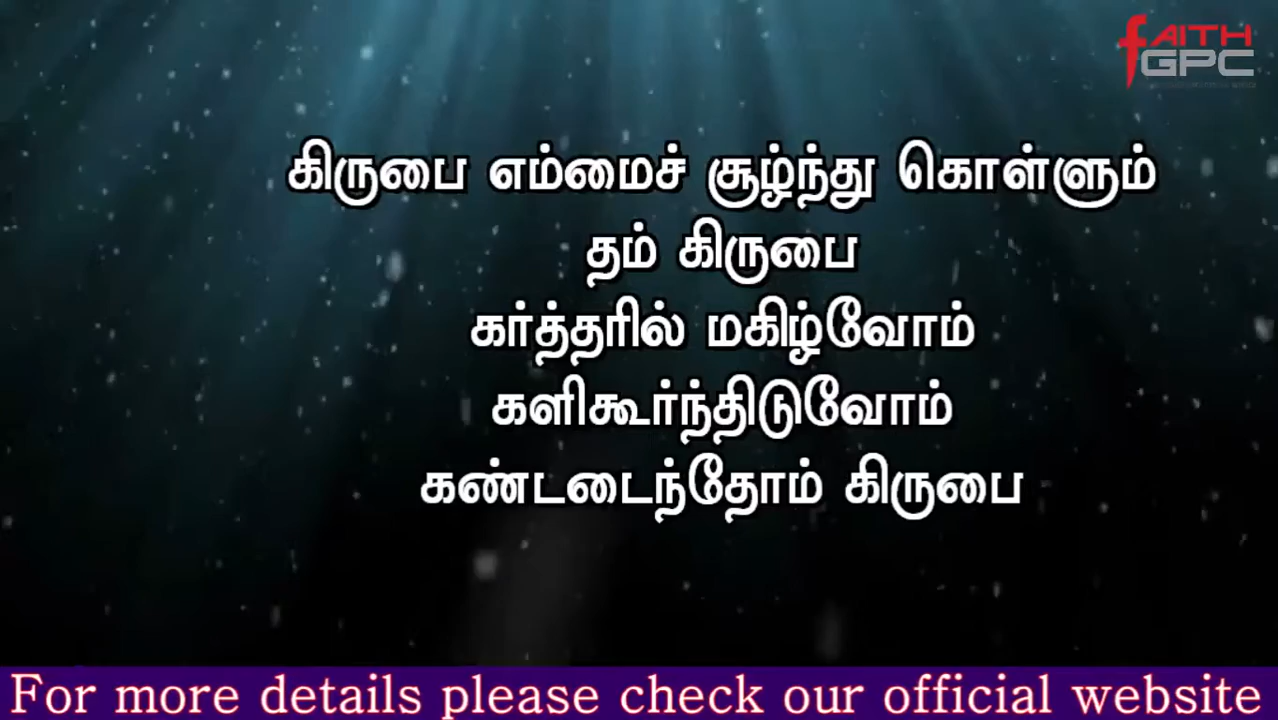 FAITH
GPC
கிருபை எம்மைச் சூழ்ந்து கொள்ளும்
தம் கிருபை
கர்த்தரில் மகிழ்வோம்
களிகூர்ந்திடுவோம்
கண்டடைந்தோம் கிருபை
For more details please check our official website